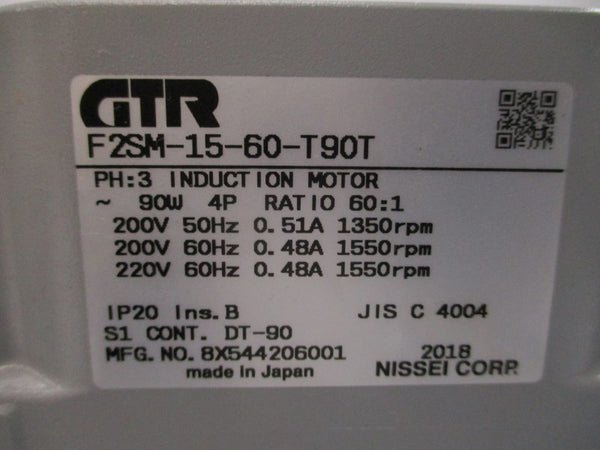 GTR
F2SM-15-60-T90T
PH:3 INDUCTION MOTOR
~ 90W 4P RATIO 60:1
200V 50Hz 0.51A 1350rpm
200V 60Hz 0.48A 1550rpm
220V 60Hz 0.48A 1550rpm
IP20 Ins.B JIS C 4004
S1 CONT. DT-90
MFG.NO.8X544206001 2018
made in Japan NISSEI CORP.